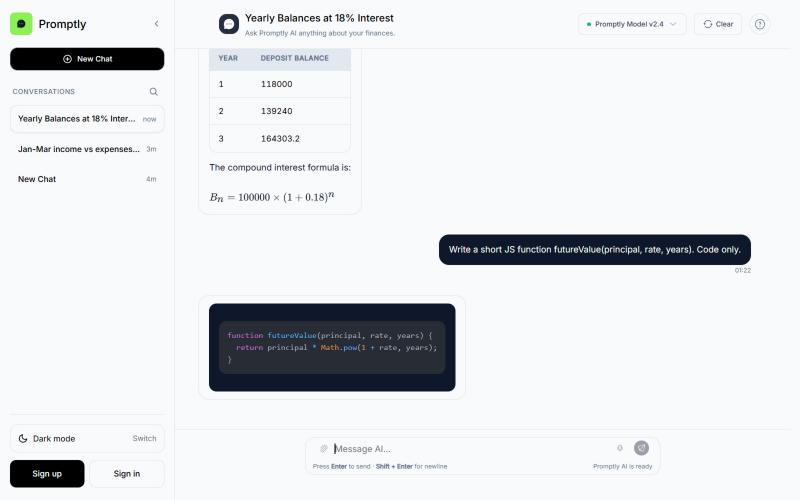 Promptly
New Chat
CONVERSATIONS
Yearly Balances at 18% Inter... now
Jan-Mar income vs expenses... 3m
New Chat 4m
Dark mode Switch
Sign up Sign in
Yearly Balances at 18% Interest
Ask Promptly AI anything about your finances.
Promptly Model v2.4
Clear
YEAR DEPOSIT BALANCE
1 118000
2 139240
3 164303.2
The compound interest formula is:
Bn = 100000 × (1 + 0.18)^n
Write a short JS function futureValue(principal, rate, years). Code only.
01:22
function futureValue(principal, rate, years) {
return principal * Math.pow(1 + rate, years);
}
Message AI...
Press Enter to send · Shift + Enter for newline
Promptly AI is ready